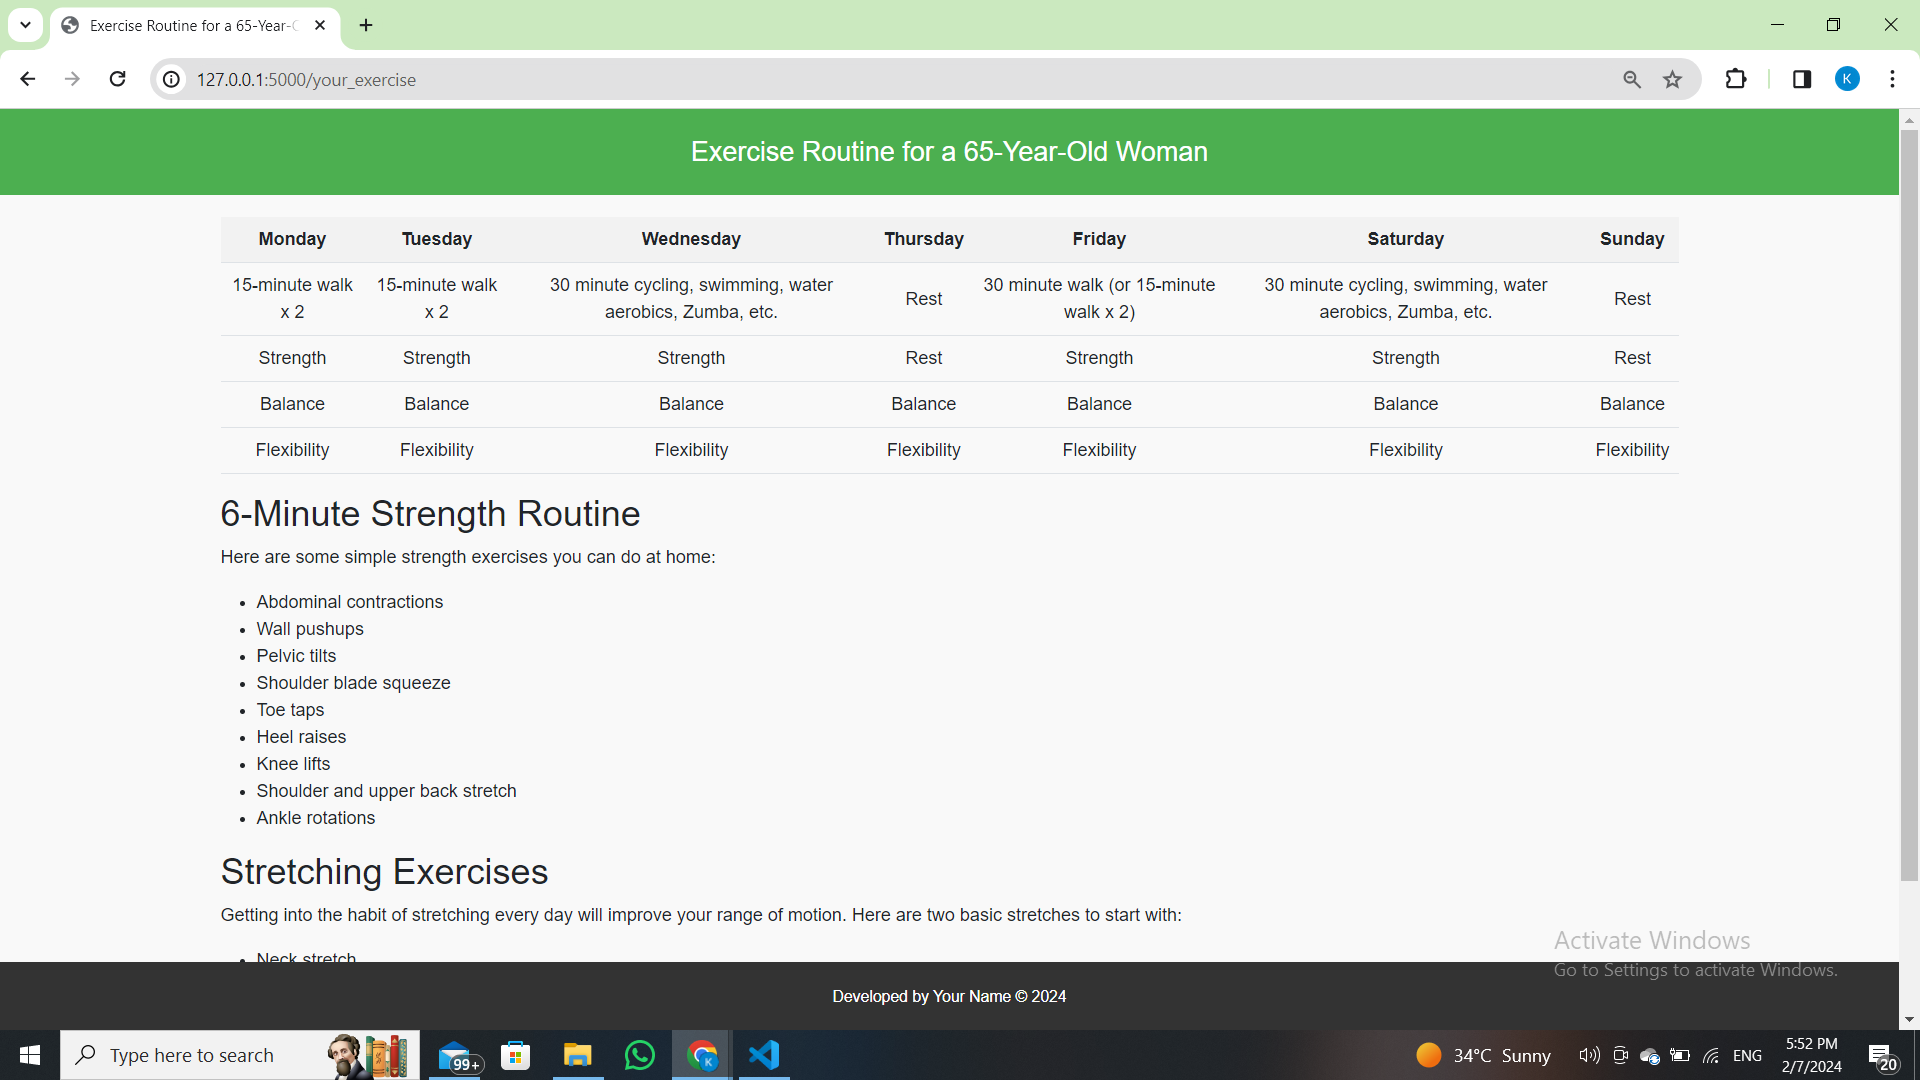 Exercise Routine for a 65-Year-C
127.0.0.1:5000/your_exercise
K
Exercise Routine for a 65-Year-Old Woman
Monday Tuesday Wednesday Thursday Friday Saturday Sunday
15-minute walk x 2 15-minute walk x 2 30 minute cycling, swimming, water aerobics, Zumba, etc. Rest 30 minute walk (or 15-minute walk x 2) 30 minute cycling, swimming, water aerobics, Zumba, etc. Rest
Strength Strength Strength Rest Strength Strength Rest
Balance Balance Balance Balance Balance Balance Balance
Flexibility Flexibility Flexibility Flexibility Flexibility Flexibility Flexibility
6-Minute Strength Routine
Here are some simple strength exercises you can do at home:
• Abdominal contractions
• Wall pushups
• Pelvic tilts
• Shoulder blade squeeze
• Toe taps
• Heel raises
• Knee lifts
• Shoulder and upper back stretch
• Ankle rotations
Stretching Exercises
Getting into the habit of stretching every day will improve your range of motion. Here are two basic stretches to start with:
• Neck stretch
Activate Windows
Go to Settings to activate Windows.
Developed by Your Name © 2024
Type here to search
99+
K
34°C Sunny
ENG
5:52 PM
2/7/2024
20